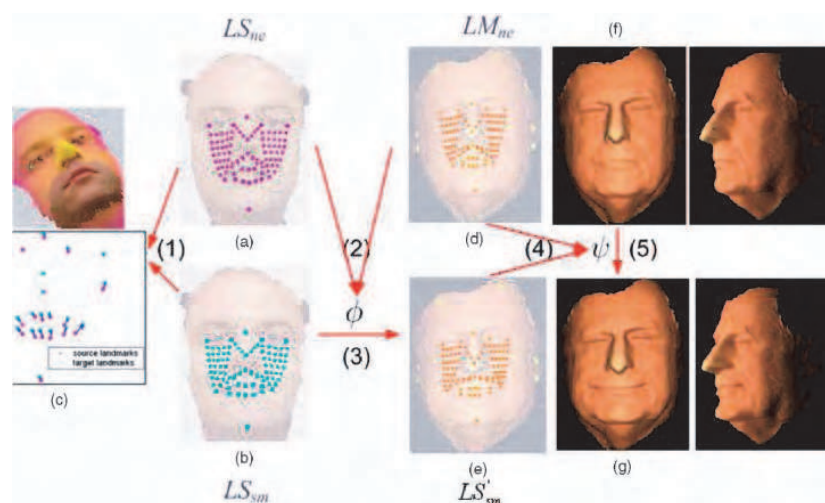 LS_ne
LM_ne
(f)
(1)
(a)
(2)
(d)
(4)
ψ
(5)
ϕ
(3)
source landmarks
target landmarks
(c)
(b)
(e)
(g)
LS_sm
LS'_sm